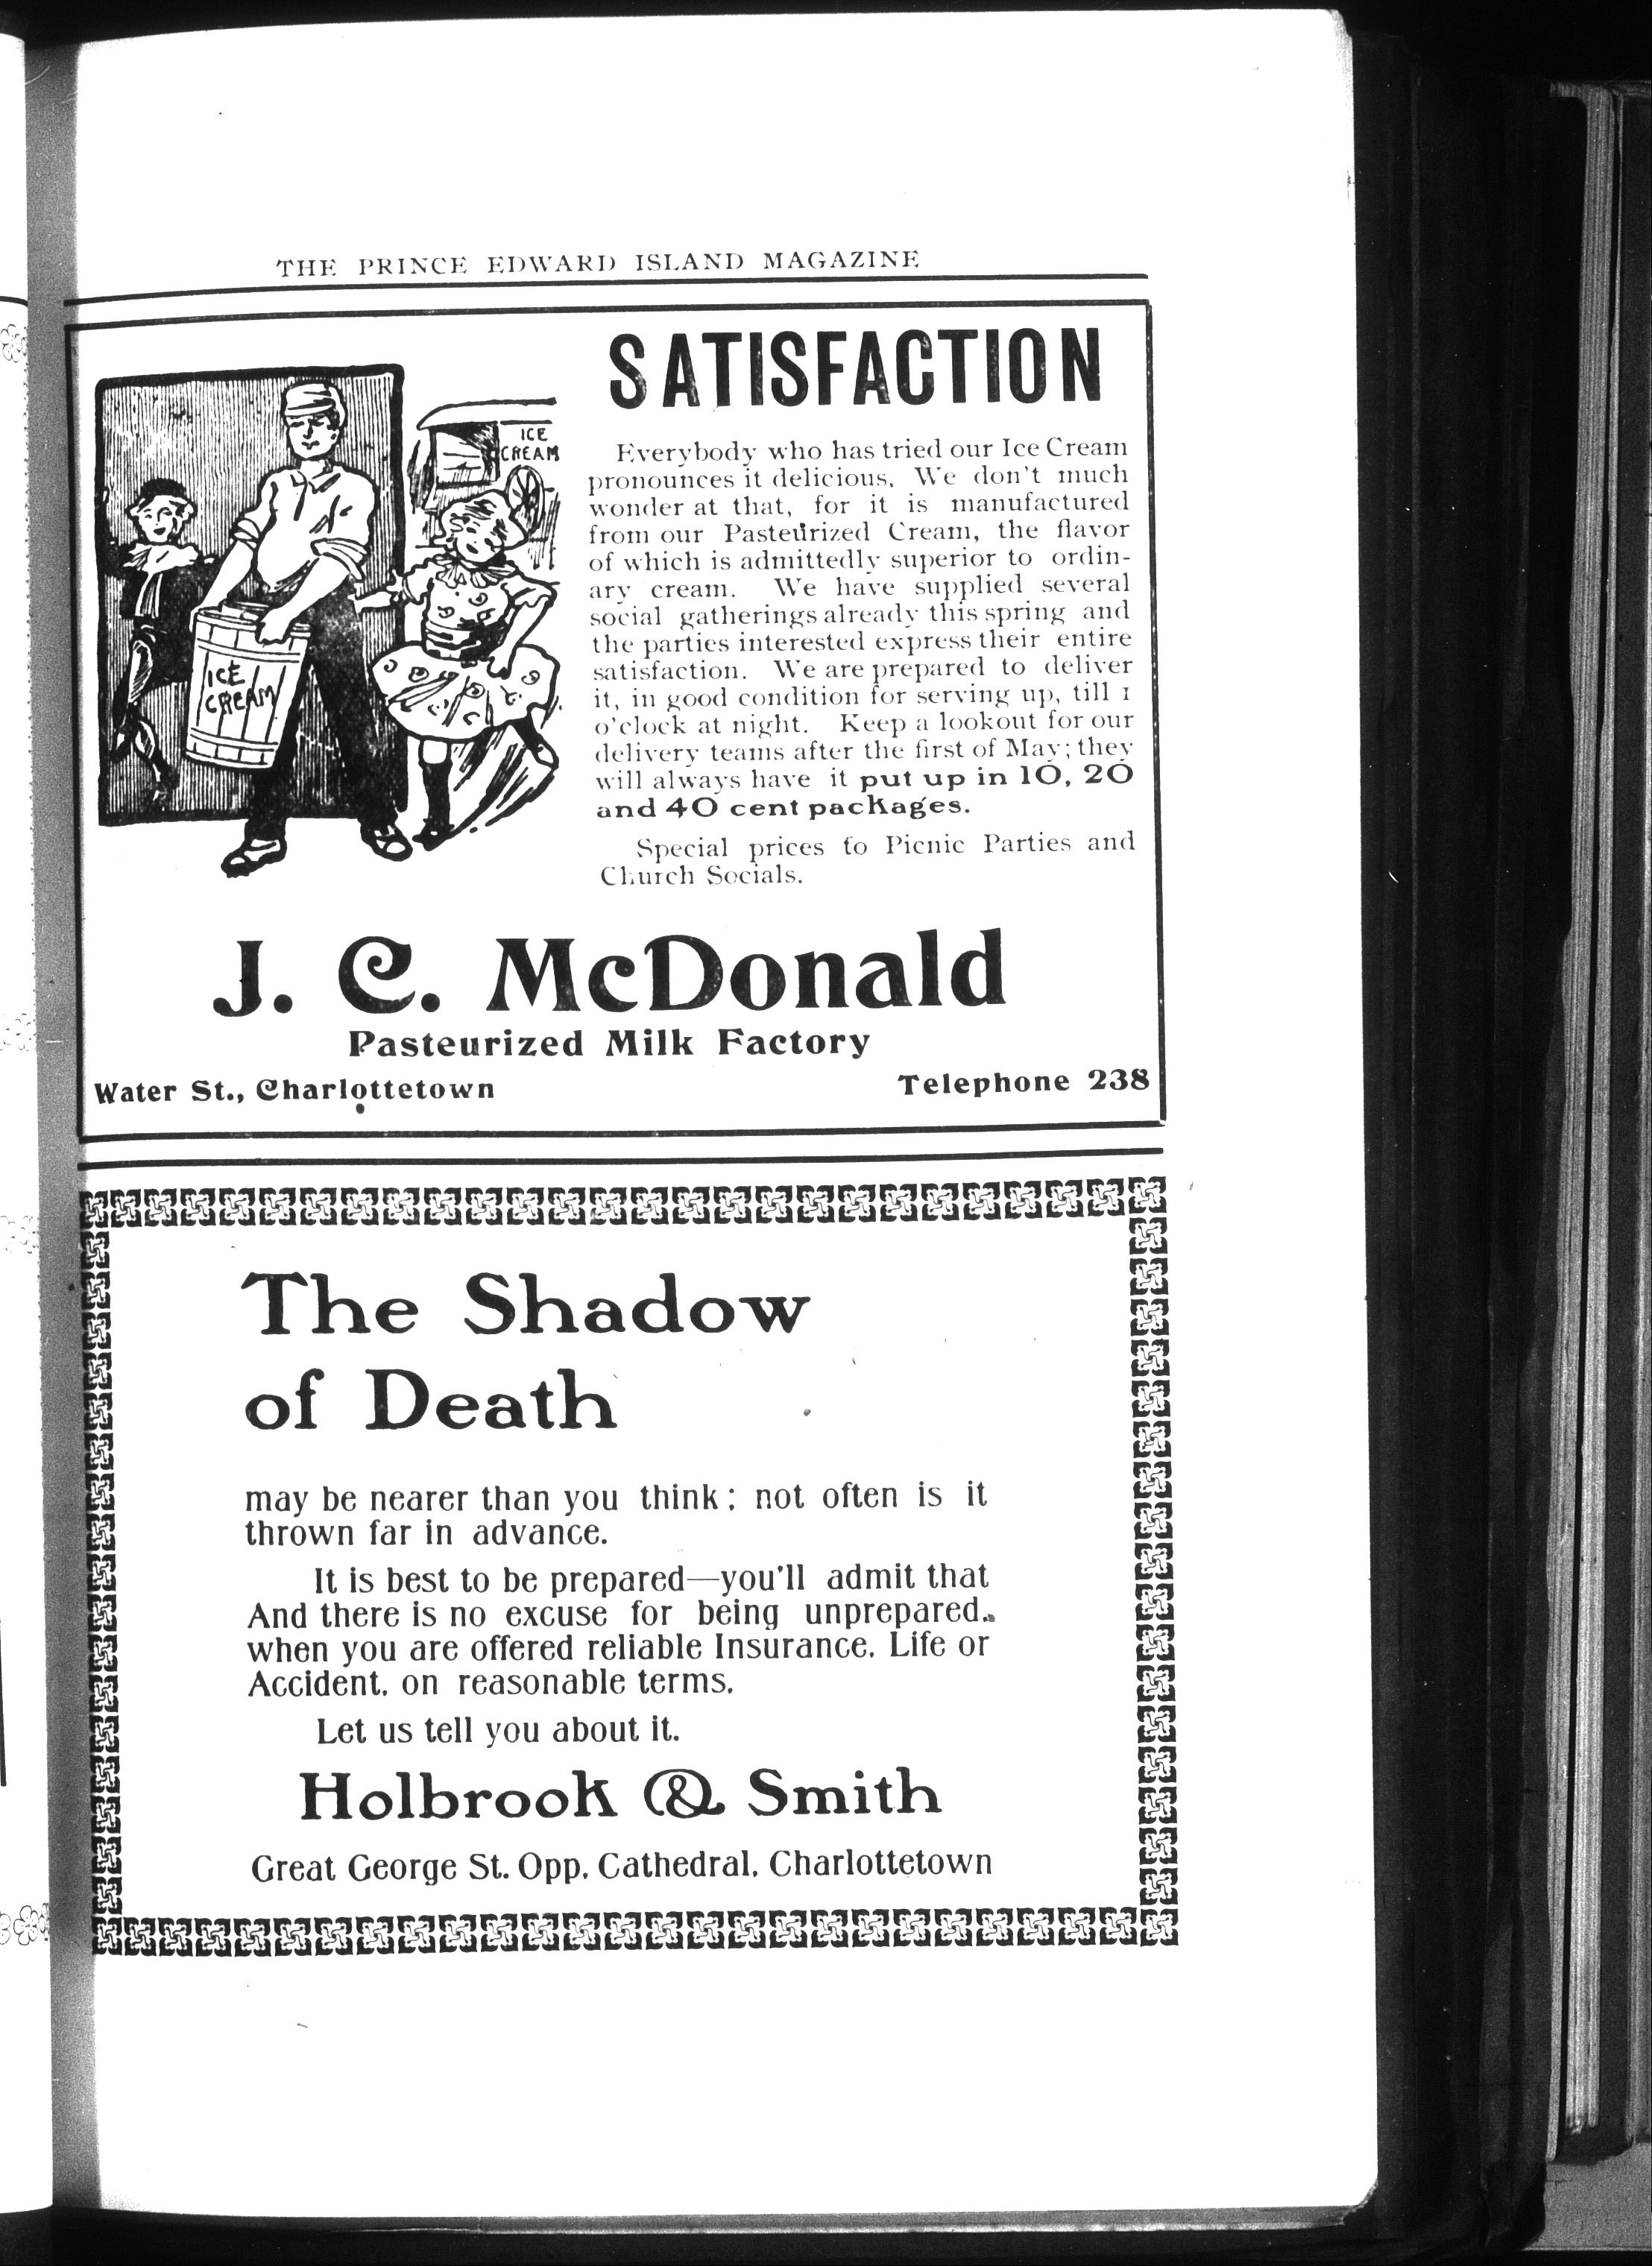 THE PRINCE EDWARD ISLAND MAGAZINE
SATISFACTION
ICE
CREAM
ICE
CREAM
Everybody who has tried our Ice Cream
pronounces it delicious, We don't much
wonder at that, for it is manufactured
from our Pasteurized Cream, the flavor
of which is admittedly superior to ordin-
ary cream. We have supplied several
social gatherings already this spring and
the parties interested express their entire
satisfaction. We are prepared to deliver
it, in good condition for serving up, till 1
o'clock at night. Keep a lookout for our
delivery teams after the first of May; they
will always have it put up in 10, 20
and 40 cent packages.
Special prices to Picnic Parties and
Church Socials.
J. C. McDonald
Pasteurized Milk Factory
Water St., Charlottetown Telephone 238
The Shadow
of Death
may be nearer than you think; not often is it
thrown far in advance.
It is best to be prepared—you'll admit that
And there is no excuse for being unprepared.
when you are offered reliable Insurance. Life or
Accident. on reasonable terms.
Let us tell you about it.
Holbrook & Smith
Great George St. Opp. Cathedral. Charlottetown